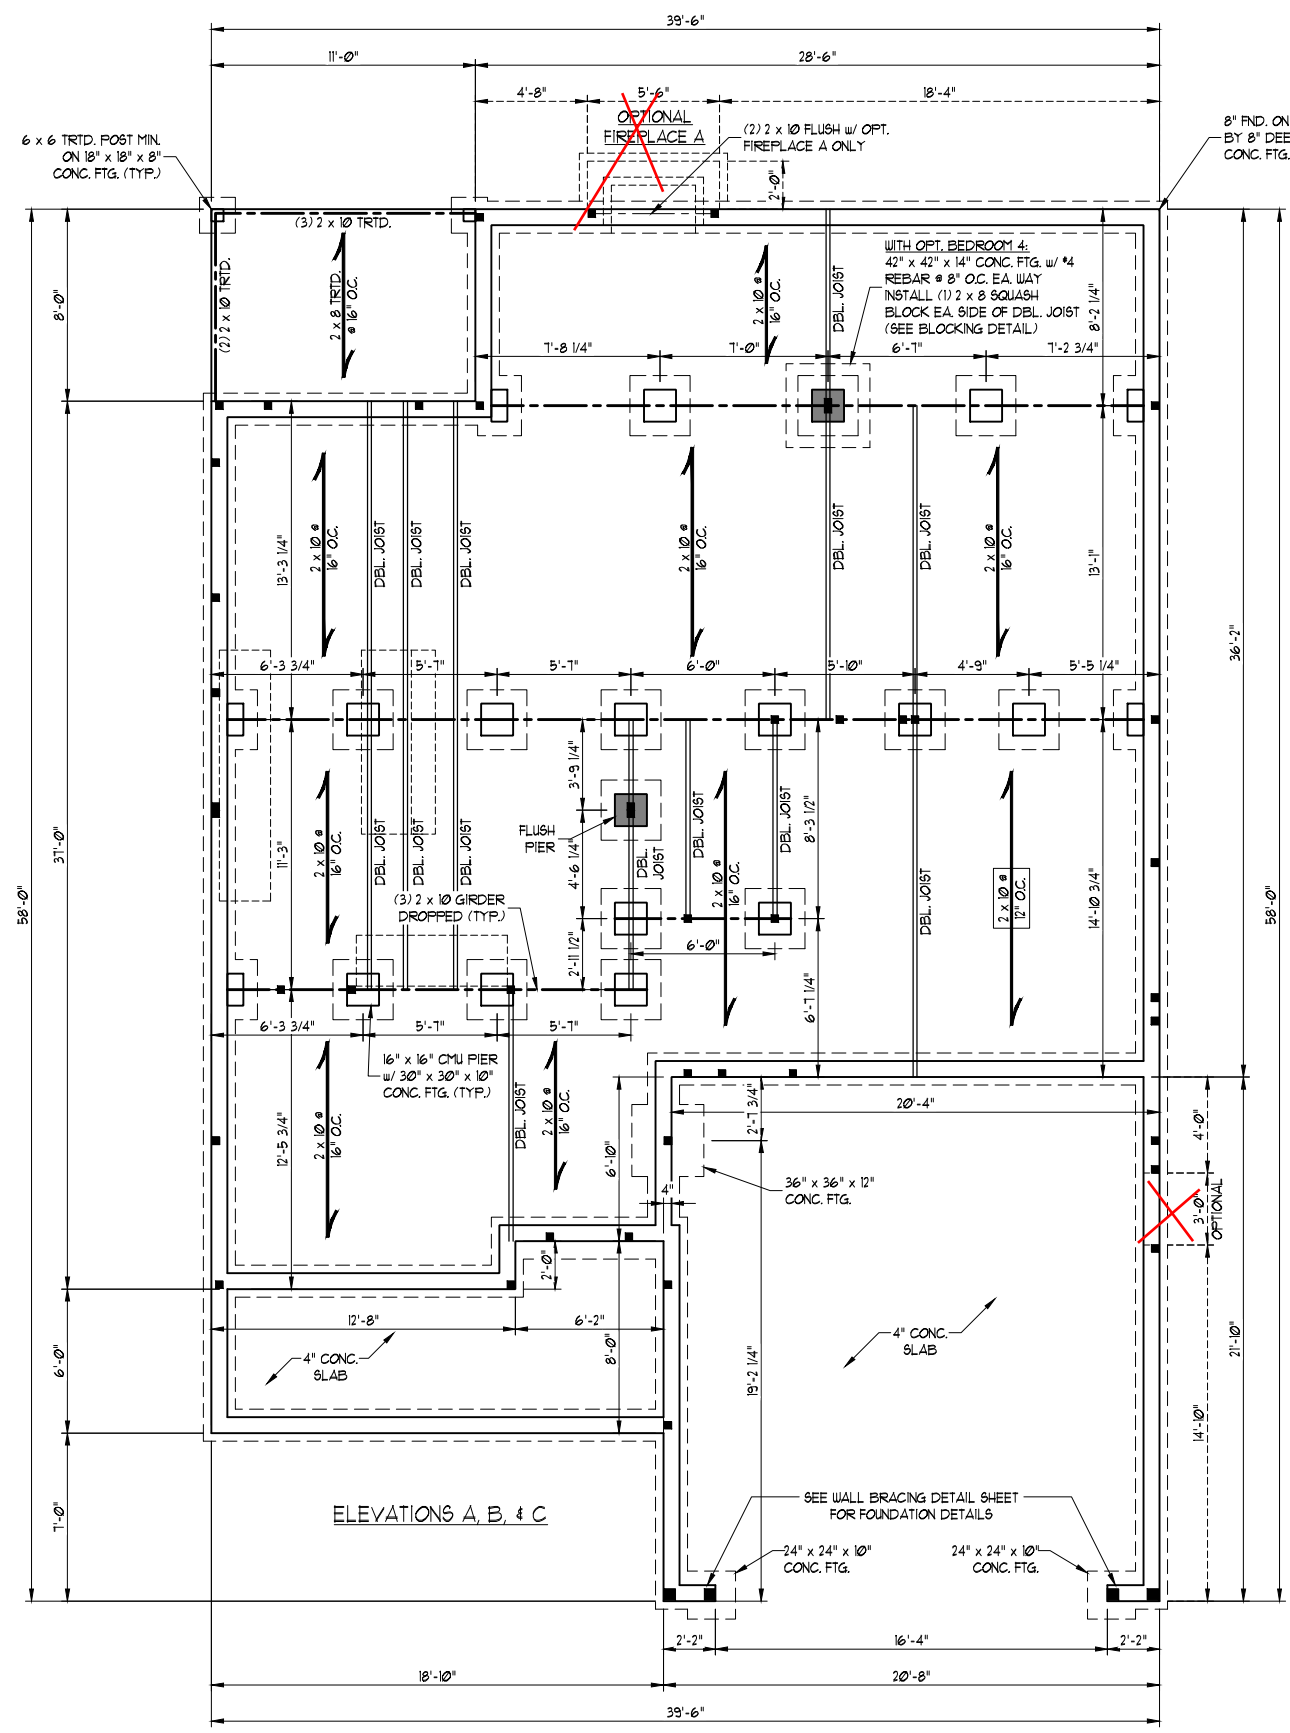 39'-6"
11'-0"
28'-6"
4'-8"
5'-6"
18'-4"
OPTIONAL
FIREPLACE A
(2) 2 x 10 FLUSH w/ OPT.
FIREPLACE A ONLY
8" FND. ON
BY 8" DEE
CONC. FTG.
6 x 6 TRTD. POST MIN.
ON 18" x 18" x 8"
CONC. FTG. (TYP.)
2'-0"
(3) 2 x 10 TRTD.
(2) 2 x 10 TRTD.
2 x 8 TRTD.
@ 16" O.C.
8'-0"
2 x 10 @
16" O.C.
DBL. JOIST
WITH OPT. BEDROOM 4:
42" x 42" x 14" CONC. FTG. w/ #4
REBAR @ 8" O.C. EA. WAY
INSTALL (1) 2 x 8 SQUASH
BLOCK EA. SIDE OF DBL. JOIST
(SEE BLOCKING DETAIL)
8'-2 1/4"
7'-8 1/4"
7'-0"
6'-7"
7'-2 3/4"
13'-3 1/4"
2 x 10 @
16" O.C.
DBL. JOIST
DBL. JOIST
DBL. JOIST
2 x 10 @
16" O.C.
DBL. JOIST
DBL. JOIST
2 x 10 @
16" O.C.
13'-1"
36'-2"
6'-3 3/4"
5'-7"
5'-7"
6'-0"
5'-10"
4'-9"
5'-5 1/4"
3'-9 1/4"
FLUSH
PIER
4'-6 1/4"
DBL.
JOIST
DBL. JOIST
DBL. JOIST
8'-3 1/2"
37'-0"
58'-0"
11'-3"
2 x 10 @
16" O.C.
DBL. JOIST
DBL. JOIST
DBL. JOIST
2 x 10 @
16" O.C.
DBL. JOIST
2 x 10 @
12" O.C.
14'-10 3/4"
58'-0"
(3) 2 x 10 GIRDER
DROPPED (TYP.)
2'-11 1/2"
6'-0"
6'-7 1/4"
6'-3 3/4"
5'-7"
5'-7"
16" x 16" CMU PIER
w/ 30" x 30" x 10"
CONC. FTG. (TYP.)
12'-5 3/4"
2 x 10 @
16" O.C.
DBL. JOIST
2 x 10 @
16" O.C.
6'-10"
2'-7 3/4"
20'-4"
4'-0"
36" x 36" x 12"
CONC. FTG.
4"
3'-0"
OPTIONAL
2'-0"
12'-8"
6'-2"
8'-0"
6'-0"
4" CONC.
SLAB
4" CONC.
SLAB
19'-2 1/4"
21'-10"
14'-10"
7'-0"
ELEVATIONS A, B, & C
SEE WALL BRACING DETAIL SHEET
FOR FOUNDATION DETAILS
24" x 24" x 10"
CONC. FTG.
24" x 24" x 10"
CONC. FTG.
2'-2"
16'-4"
2'-2"
18'-10"
20'-8"
39'-6"